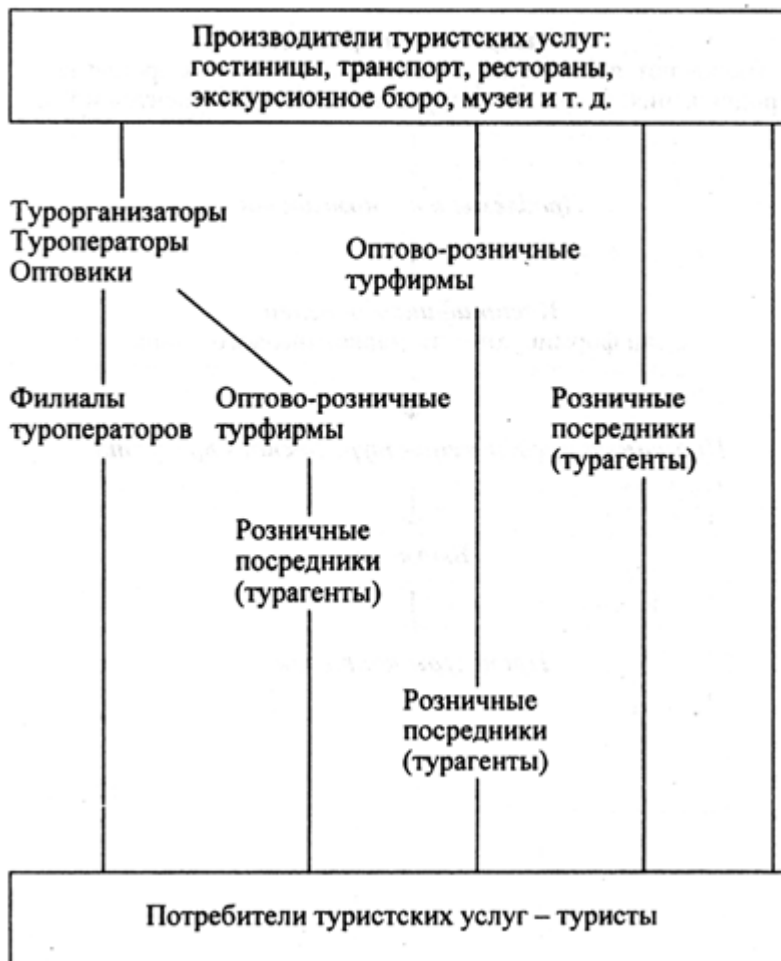 Производители туристских услуг:
гостиницы, транспорт, рестораны,
экскурсионное бюро, музеи и т. д.
Турорганизаторы
Туроператоры
Оптовики
Оптово-розничные
турфирмы
Филиалы
туроператоров
Оптово-розничные
турфирмы
Розничные
посредники
(турагенты)
Розничные
посредники
(турагенты)
Розничные
посредники
(турагенты)
Потребители туристских услуг – туристы